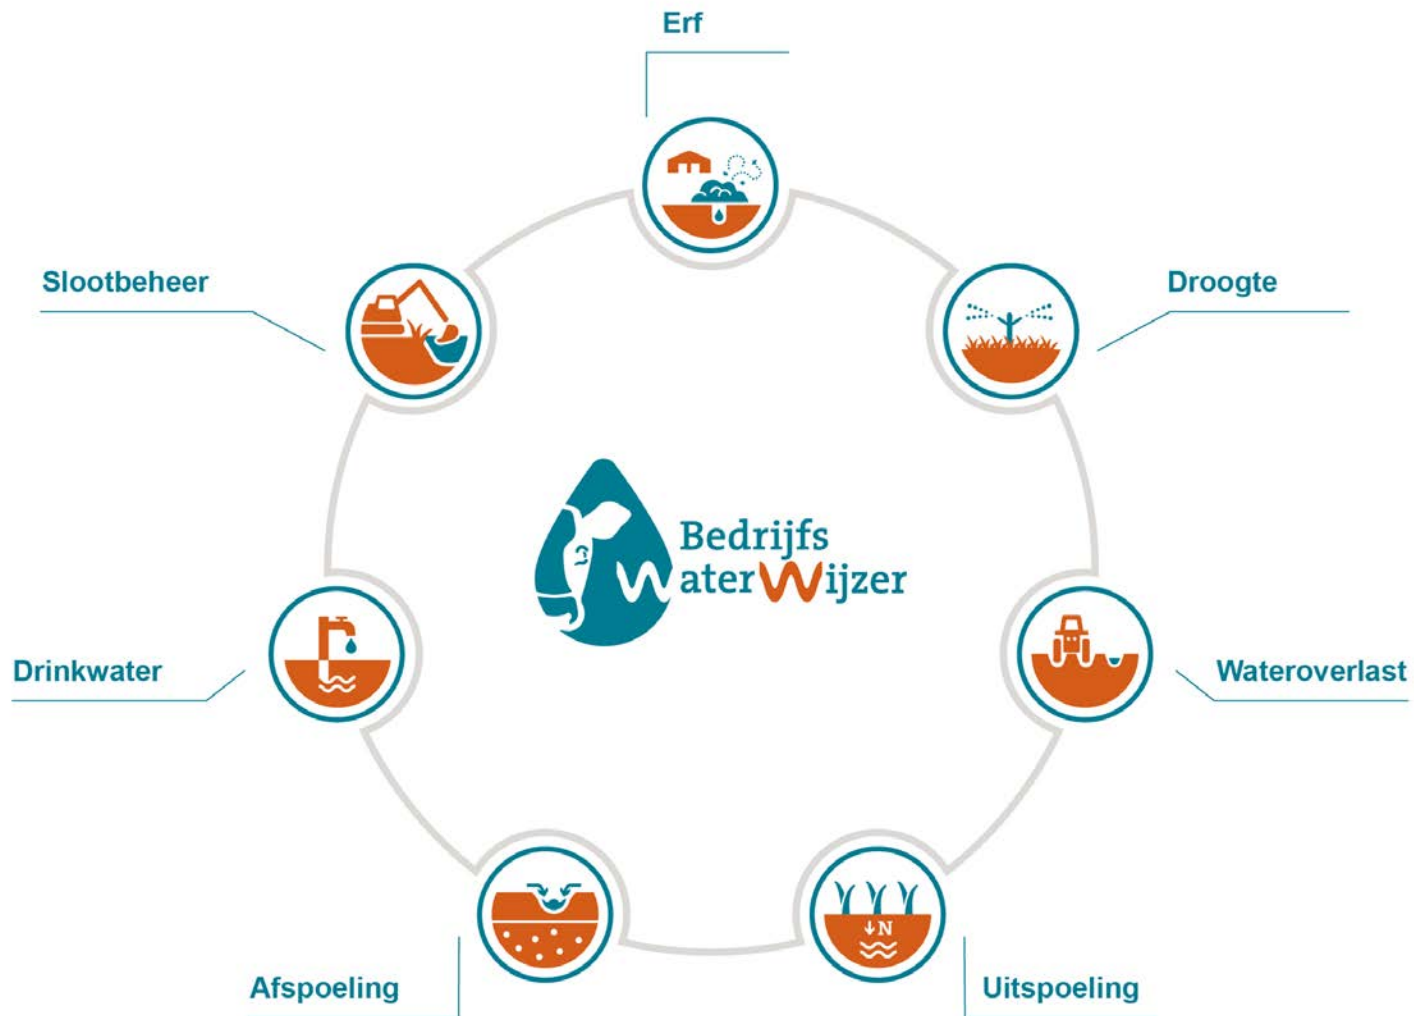 Erf
Slootbeheer
Droogte
Bedrijfs
WaterWijzer
Drinkwater
Wateroverlast
N
Afspoeling
Uitspoeling